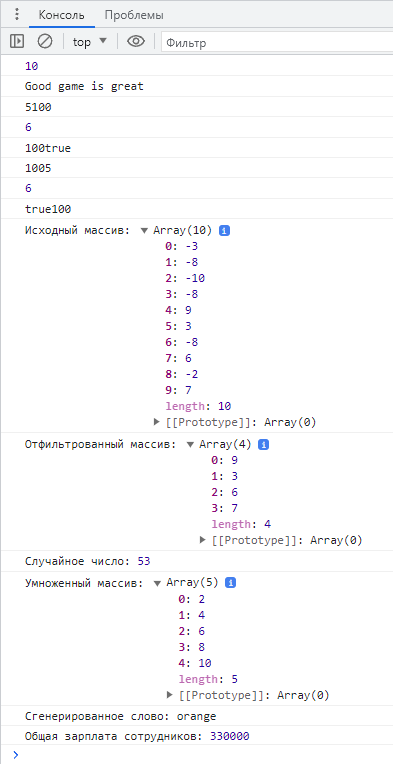 Консоль Проблемы
top Фильтр
10
Good game is great
5100
6
100true
1005
6
true100
Исходный массив: Array(10) i
0: -3
1: -8
2: -10
3: -8
4: 9
5: 3
6: -8
7: 6
8: -2
9: 7
length: 10
[[Prototype]]: Array(0)
Отфильтрованный массив: Array(4) i
0: 9
1: 3
2: 6
3: 7
length: 4
[[Prototype]]: Array(0)
Случайное число: 53
Умноженный массив: Array(5) i
0: 2
1: 4
2: 6
3: 8
4: 10
length: 5
[[Prototype]]: Array(0)
Сгенерированное слово: orange
Общая зарплата сотрудников: 330000